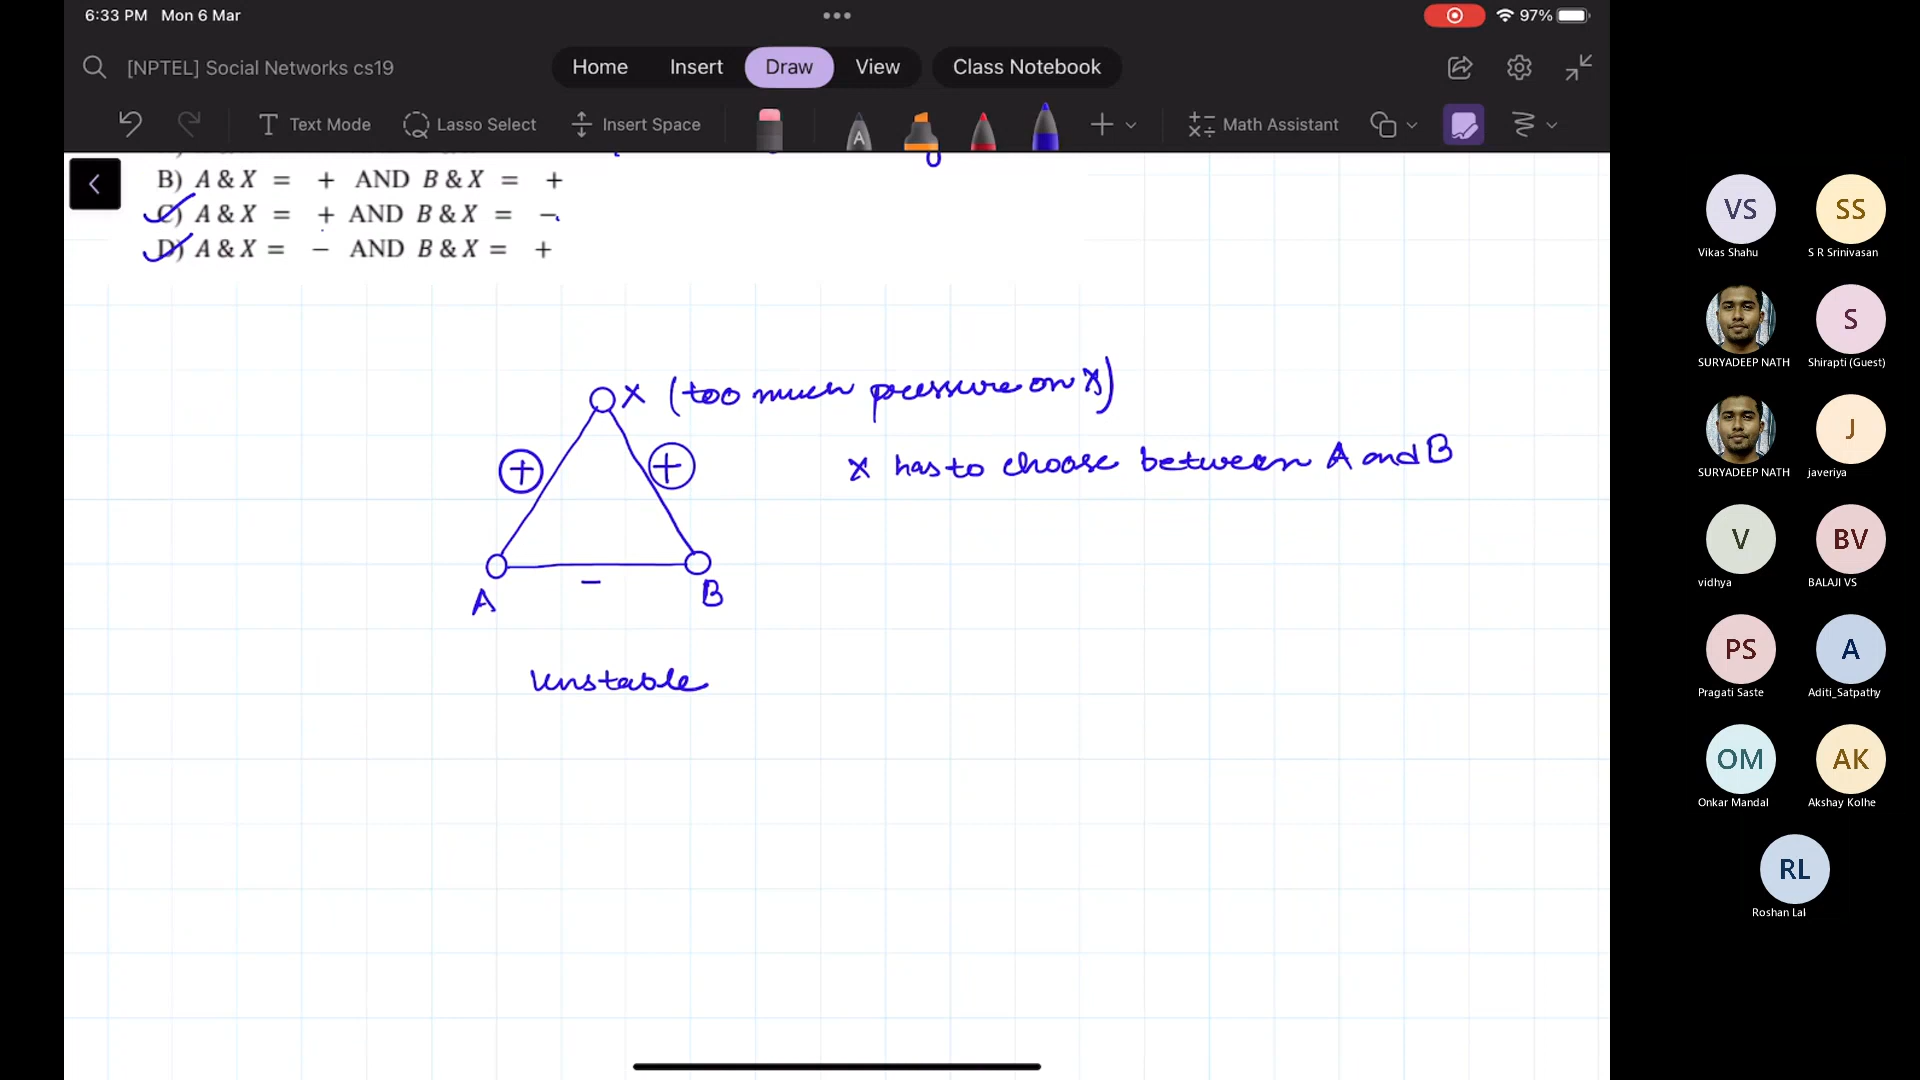 6:33 PM Mon 6 Mar
97%
[NPTEL] Social Networks cs19
Home Insert Draw View Class Notebook
Text Mode Lasso Select Insert Space A Math Assistant
B) A & X = + AND B & X = +
C) A & X = + AND B & X = -
D) A & X = - AND B & X = +
X (too much pressure on X)
+ +
X has to choose between A and B
-
A B
Unstable
VS SS
Vikas Shahu S R Srinivasan
S
SURYADEEP NATH Shirapti (Guest)
J
SURYADEEP NATH javeriya
V BV
vidhya BALAJI VS
PS A
Pragati Saste Aditi_Satpathy
OM AK
Onkar Mandal Akshay Kolhe
RL
Roshan Lal